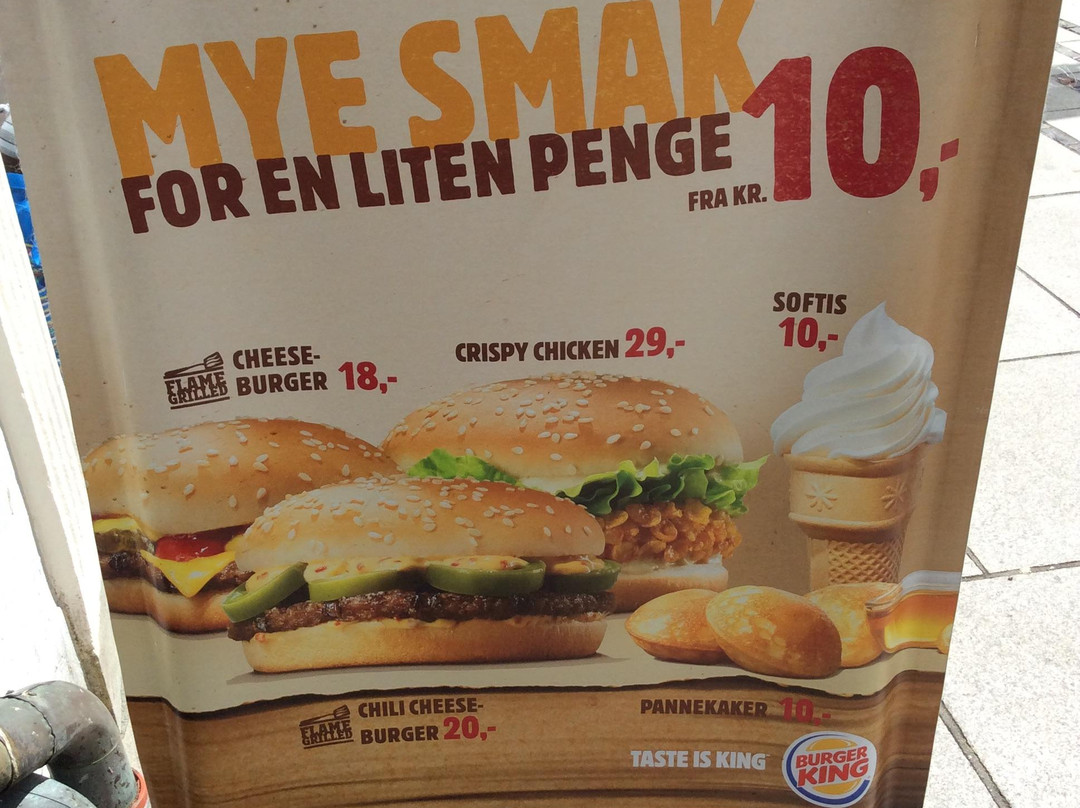 MYE SMAK
FOR EN LITEN PENGE
FRA KR. 10,-
SOFTIS
10,-
FLAME
GRILLED
CHEESE-
BURGER 18,-
CRISPY CHICKEN 29,-
FLAME
GRILLED
CHILI CHEESE-
BURGER 20,-
PANNEKAKER 10,-
TASTE IS KING
BURGER
KING